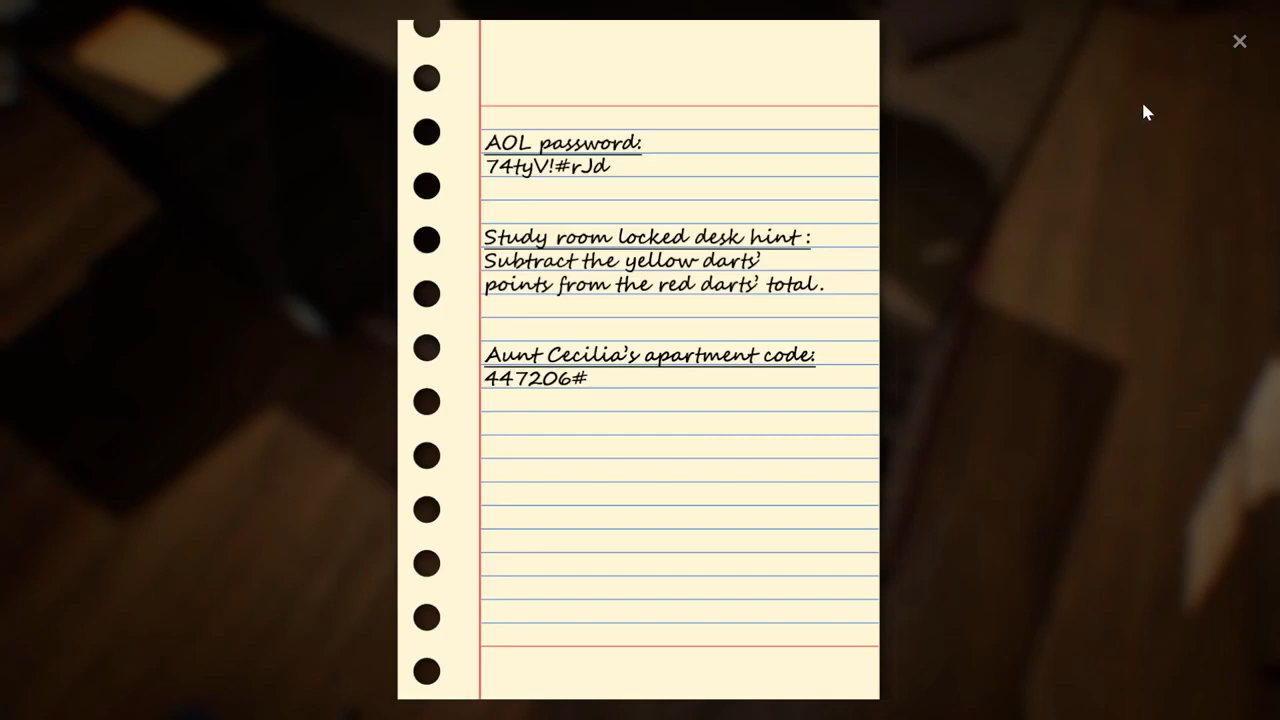 AOL password:
74tyV!#rJd
Study room locked desk hint :
Subtract the yellow darts'
points from the red darts' total.
Aunt Cecilia's apartment code:
447206#